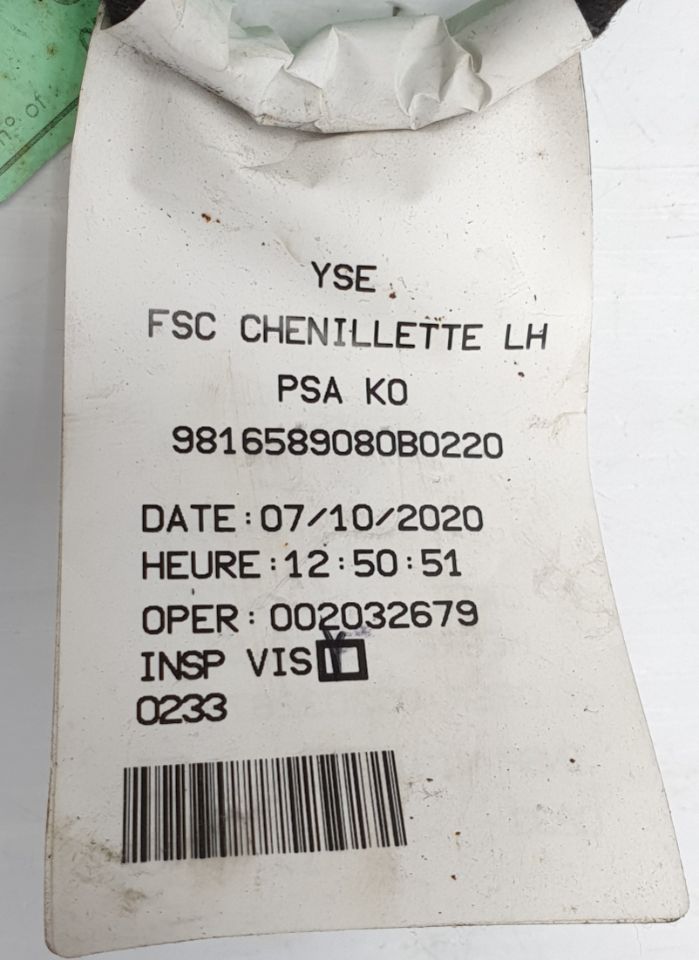 n° of
YSE
FSC CHENILLETTE LH
PSA KO
9816589080B0220
DATE:07/10/2020
HEURE:12:50:51
OPER:002032679
INSP VIS
0233